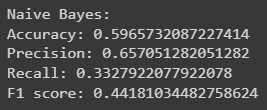 Naive Bayes:
Accuracy: 0.5965732087227414
Precision: 0.657051282051282
Recall: 0.3327922077922078
F1 score: 0.44181034482758624